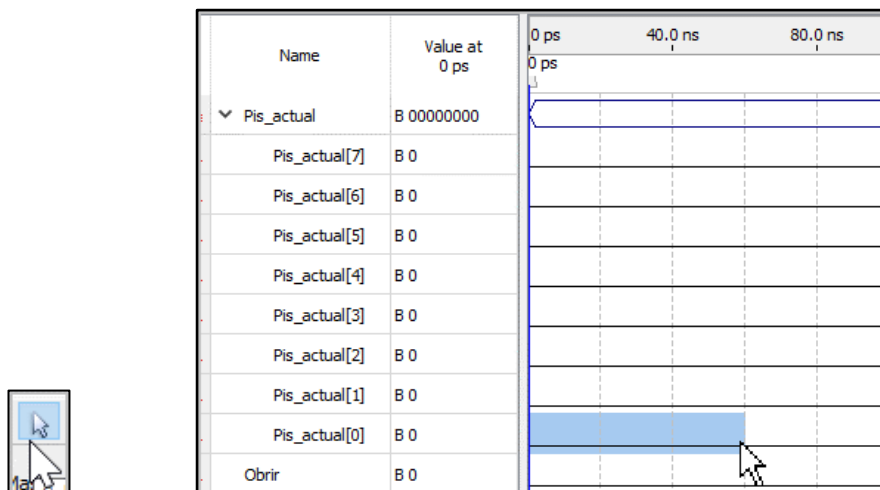 Name
Value at
0 ps
0 ps 40.0 ns 80.0 ns
0 ps
Pis_actual B 00000000
Pis_actual[7] B 0
Pis_actual[6] B 0
Pis_actual[5] B 0
Pis_actual[4] B 0
Pis_actual[3] B 0
Pis_actual[2] B 0
Pis_actual[1] B 0
Pis_actual[0] B 0
Obrir B 0